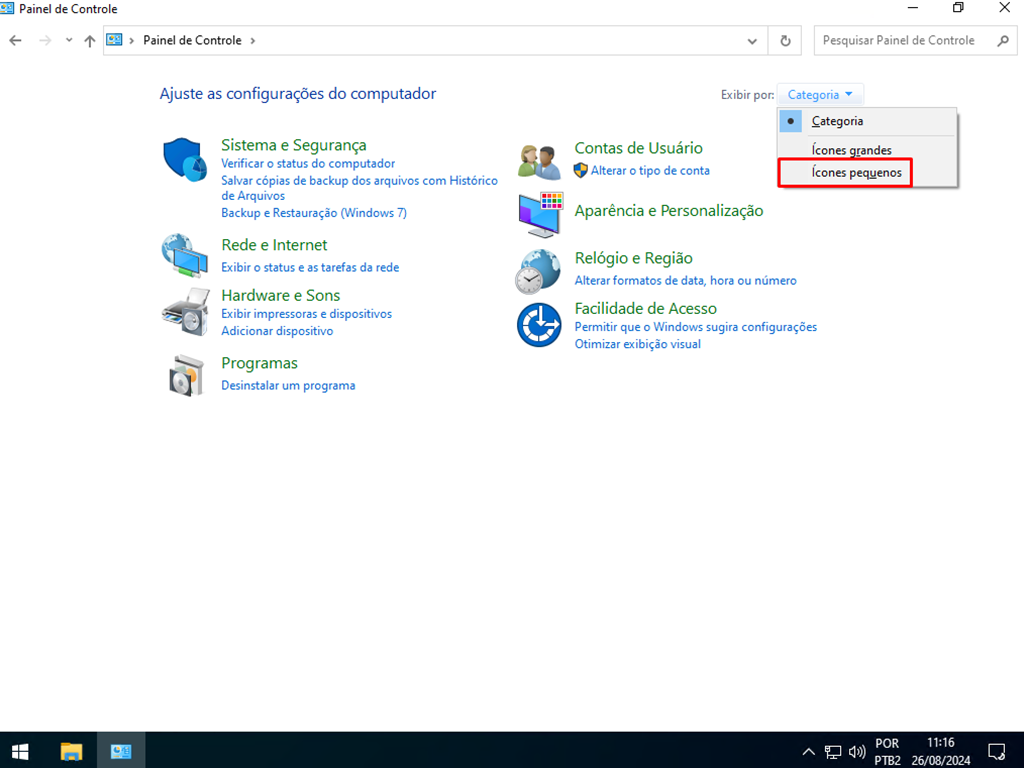 Painel de Controle
Painel de Controle
Pesquisar Painel de Controle
Ajuste as configurações do computador
Exibir por:
Categoria
Categoria
Ícones grandes
Ícones pequenos
Sistema e Segurança
Verificar o status do computador
Salvar cópias de backup dos arquivos com Histórico
de Arquivos
Backup e Restauração (Windows 7)
Rede e Internet
Exibir o status e as tarefas da rede
Hardware e Sons
Exibir impressoras e dispositivos
Adicionar dispositivo
Programas
Desinstalar um programa
Contas de Usuário
Alterar o tipo de conta
Aparência e Personalização
Relógio e Região
Alterar formatos de data, hora ou número
Facilidade de Acesso
Permitir que o Windows sugira configurações
Otimizar exibição visual
POR
PTB2
11:16
26/08/2024